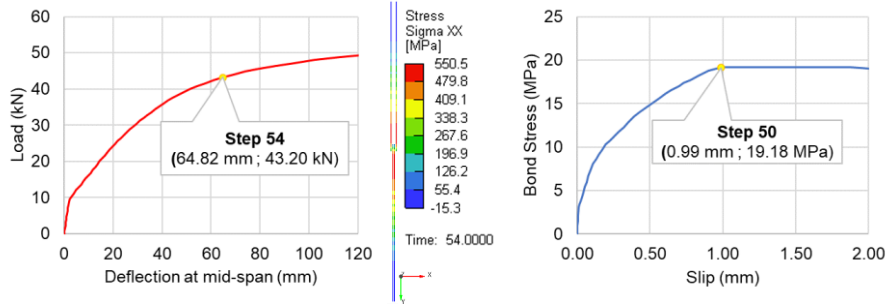 60
50
40
30
20
10
0
Load (kN)
Step 54
(64.82 mm ; 43.20 kN)
0 20 40 60 80 100 120
Deflection at mid-span (mm)
Stress
Sigma XX
[MPa]
550.5
479.8
409.1
338.3
267.6
196.9
126.2
55.4
-15.3
Time: 54.0000
z
x
Y
25
20
15
10
5
0
Bond Stress (MPa)
Step 50
(0.99 mm ; 19.18 MPa)
0.00 0.50 1.00 1.50 2.00
Slip (mm)